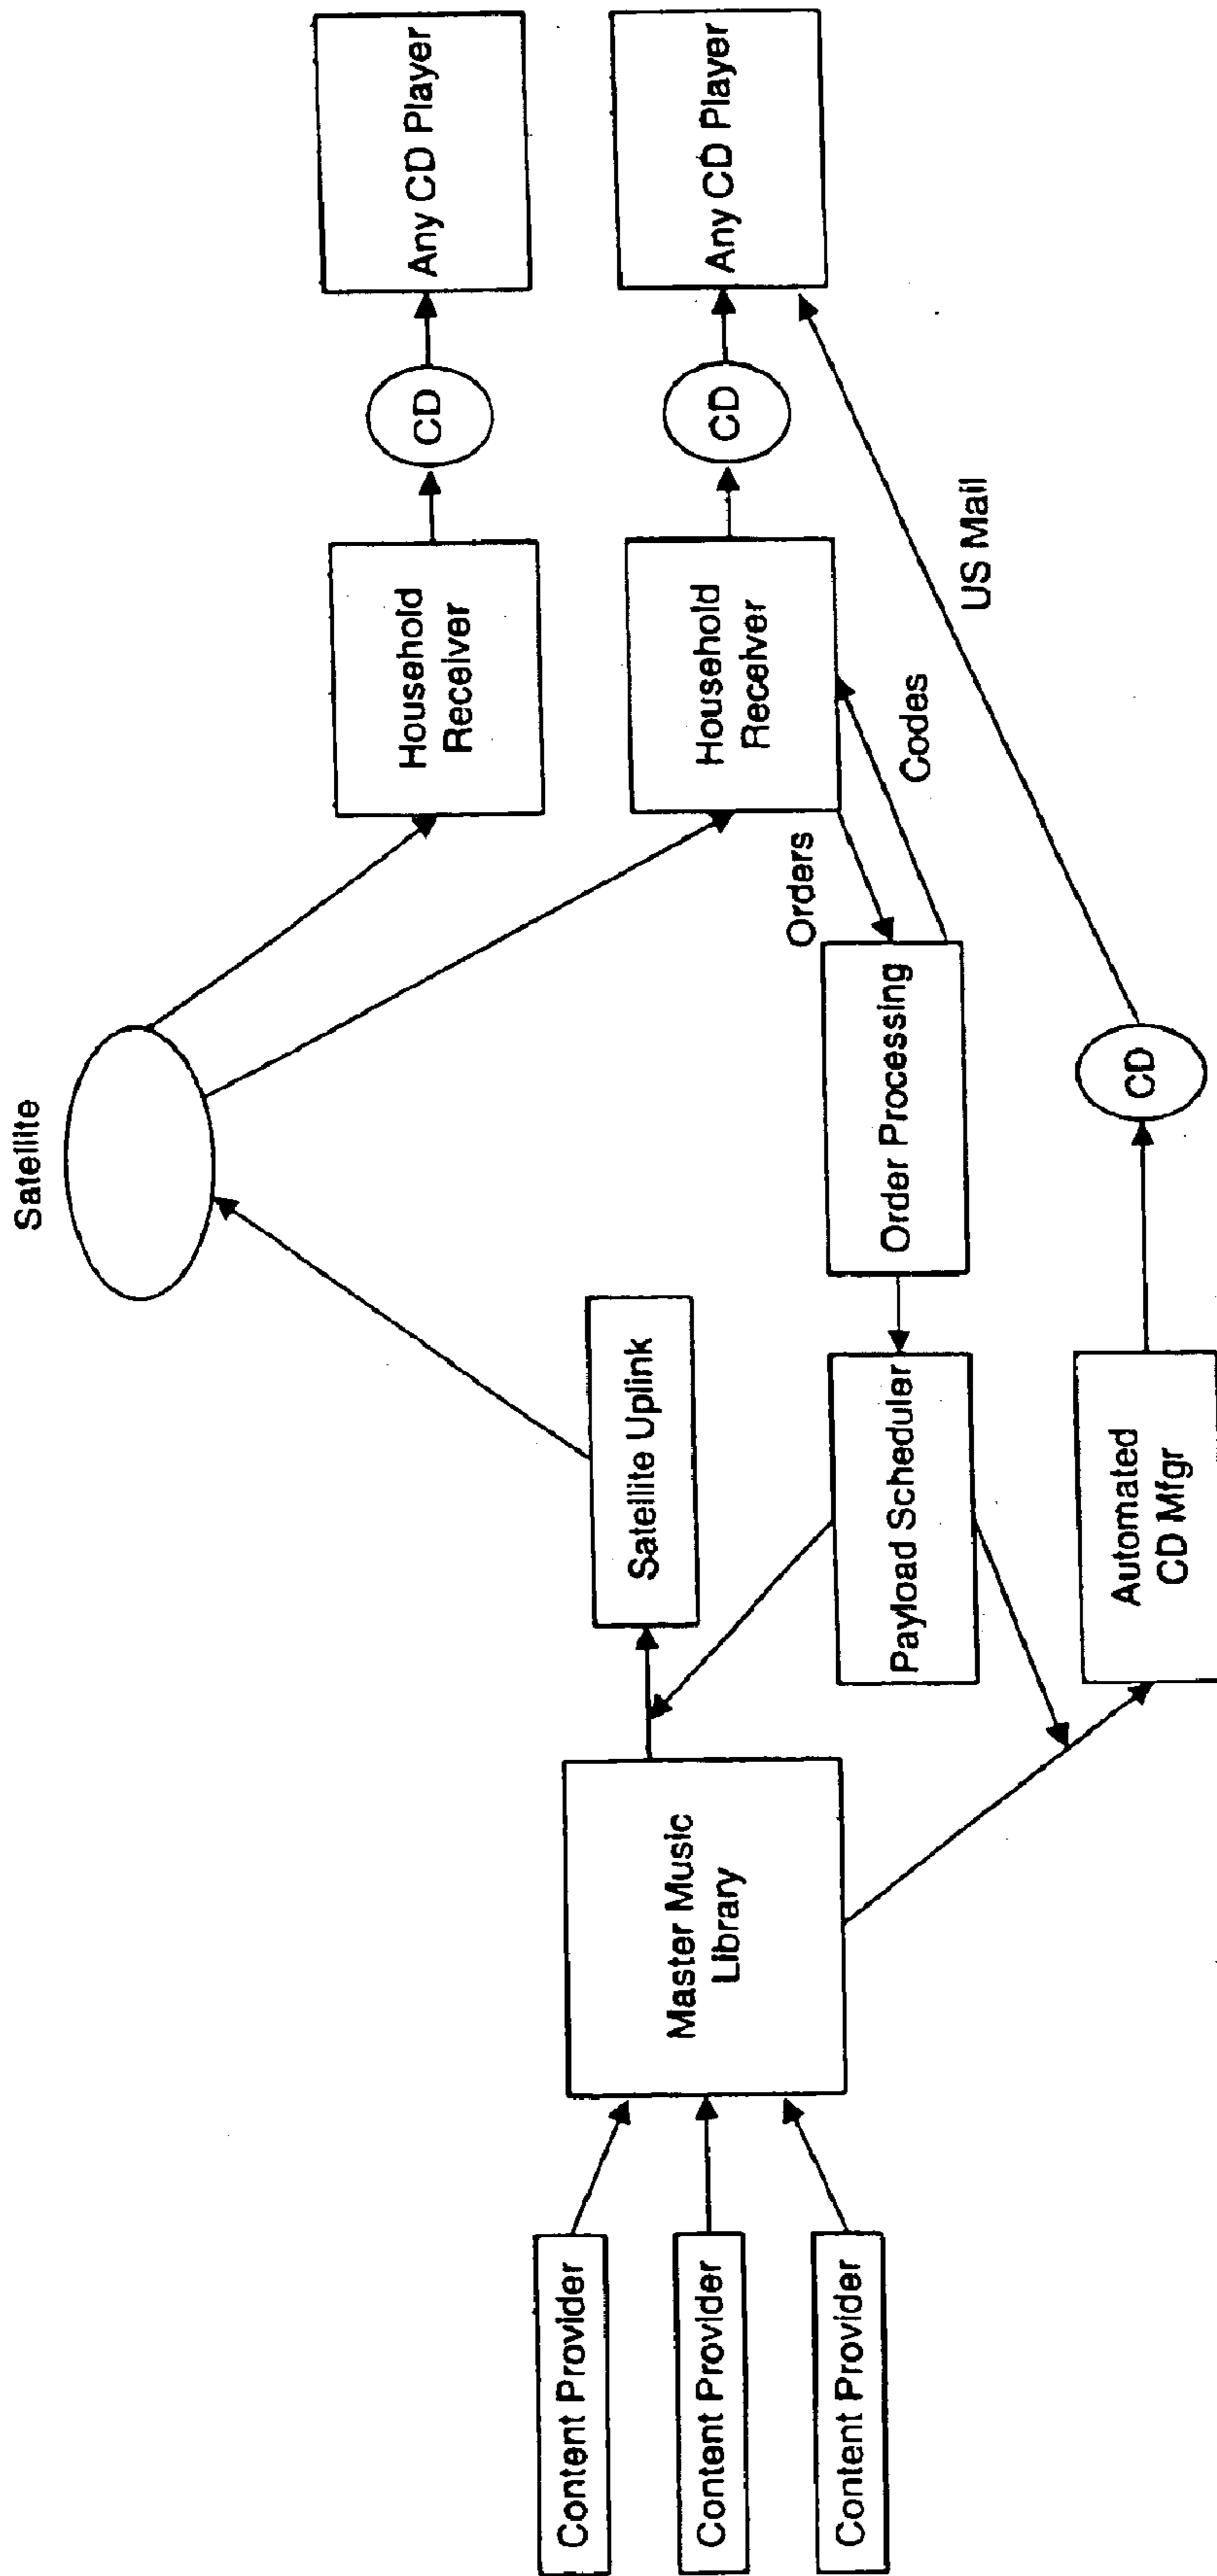 Satellite
Any CD Player
CD
Household
Receiver
Any CD Player
CD
Household
Receiver
Satellite Uplink
Orders
Codes
US Mail
Order Processing
Payload Scheduler
Master Music
Library
Content Provider
Content Provider
Content Provider
Automated
CD Mfgr
CD